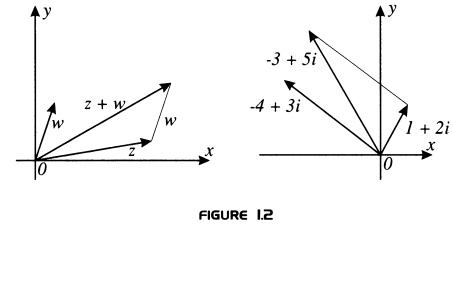 y
z + w
w
w
z
x
0
y
-3 + 5i
-4 + 3i
1 + 2i
x
0
FIGURE 1.2